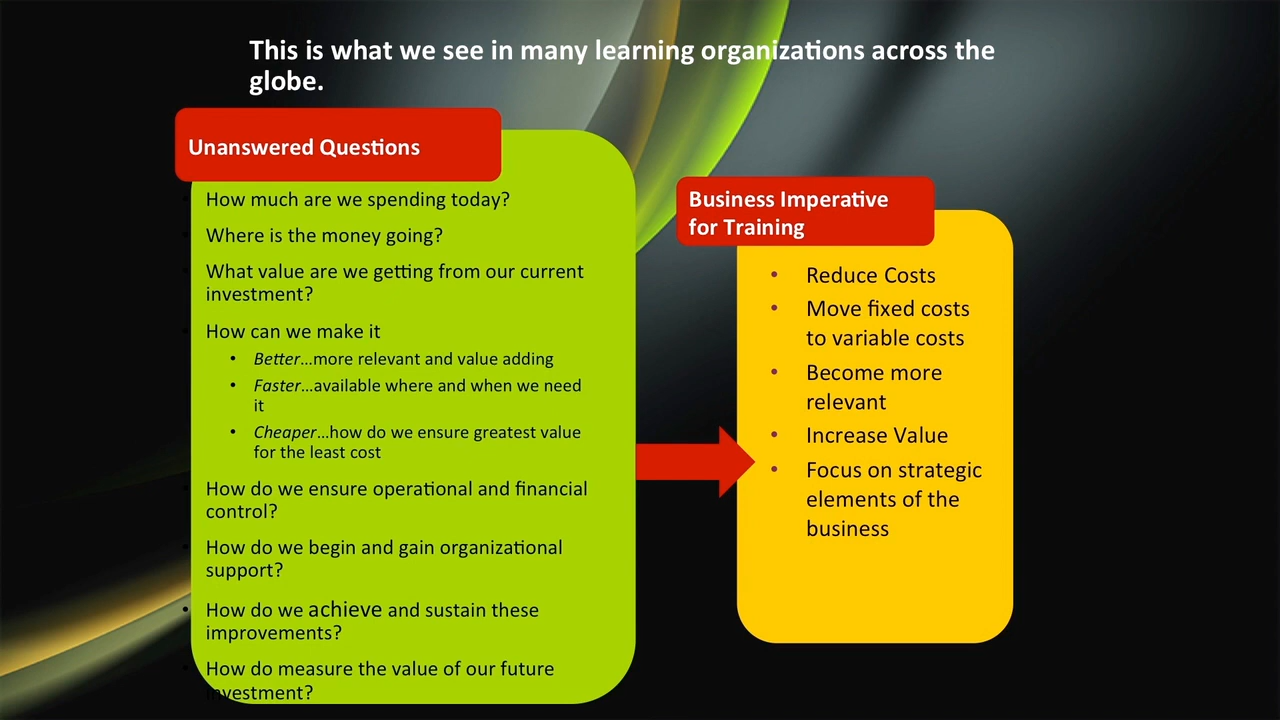 This is what we see in many learning organizations across the
globe.
Unanswered Questions
How much are we spending today?
Where is the money going?
What value are we getting from our current
investment?
How can we make it
• Better…more relevant and value adding
• Faster…available where and when we need
it
• Cheaper…how do we ensure greatest value
for the least cost
How do we ensure operational and financial
control?
How do we begin and gain organizational
support?
• How do we achieve and sustain these
improvements?
How do measure the value of our future
investment?
Business Imperative
for Training
• Reduce Costs
• Move fixed costs
to variable costs
• Become more
relevant
• Increase Value
• Focus on strategic
elements of the
business